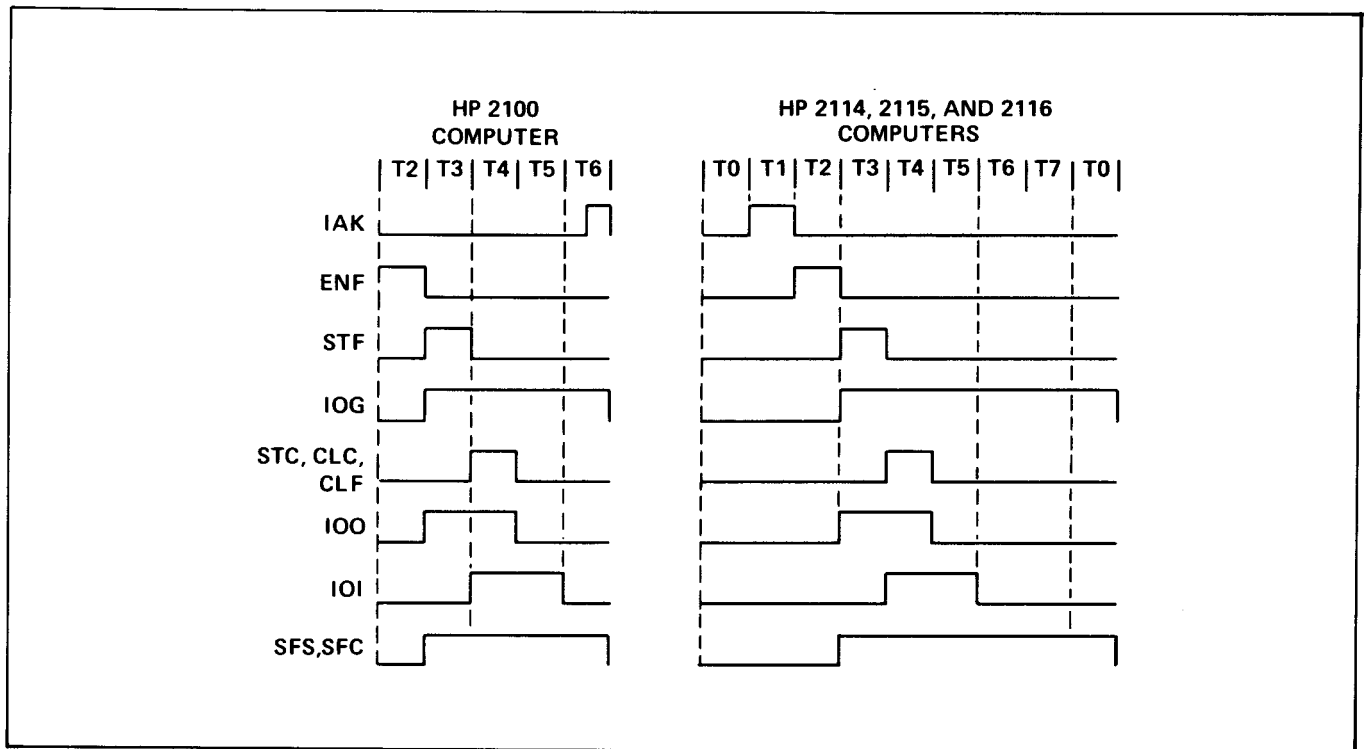 HP 2100
COMPUTER
HP 2114, 2115, AND 2116
COMPUTERS
T2 T3 T4 T5 T6
T0 T1 T2 T3 T4 T5 T6 T7 T0
IAK
ENF
STF
IOG
STC, CLC,
CLF
IOO
IOI
SFS,SFC